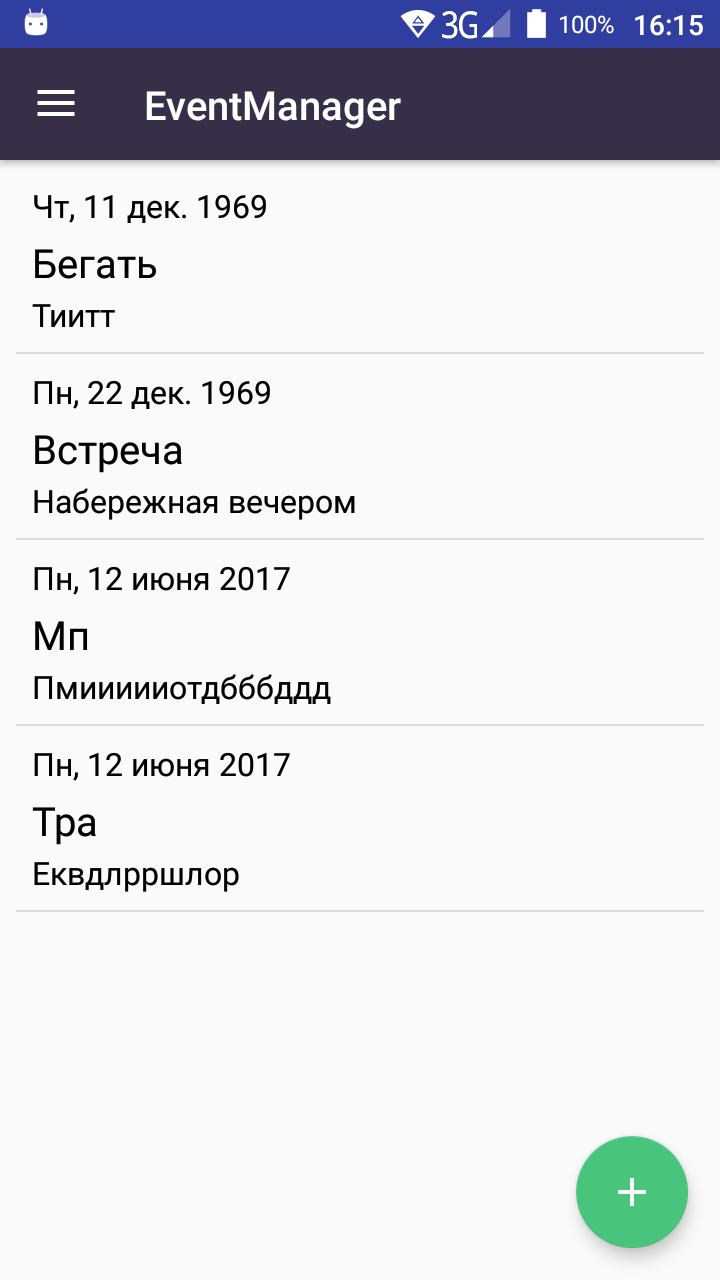 3G 100% 16:15
EventManager
Чт, 11 дек. 1969
Бегать
Тиитт
Пн, 22 дек. 1969
Встреча
Набережная вечером
Пн, 12 июня 2017
Мп
Пмиииииотдбббддд
Пн, 12 июня 2017
Тра
Еквдлрршлор